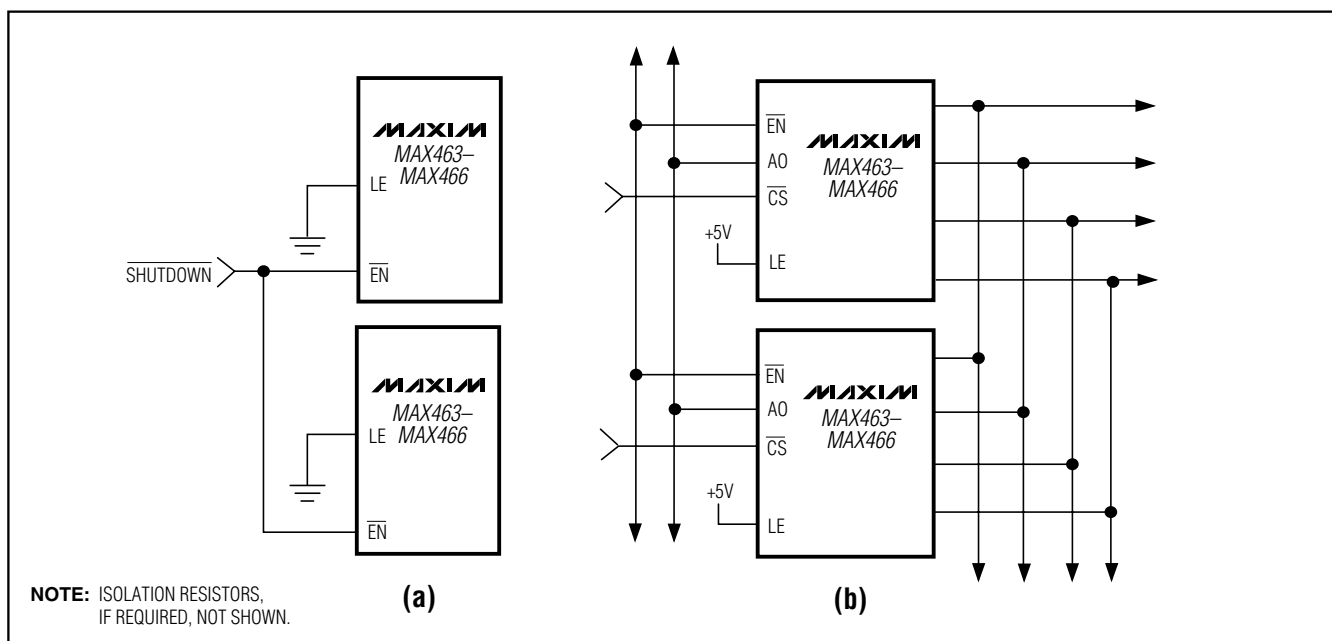 MAXIM
MAX463–
MAX466
LE
SHUTDOWN
EN
MAXIM
MAX463–
MAX466
LE
EN
NOTE: ISOLATION RESISTORS,
IF REQUIRED, NOT SHOWN.
(a)
EN
MAXIM
A0
MAX463–
MAX466
CS
+5V
LE
EN
MAXIM
A0
MAX463–
MAX466
CS
+5V
LE
(b)